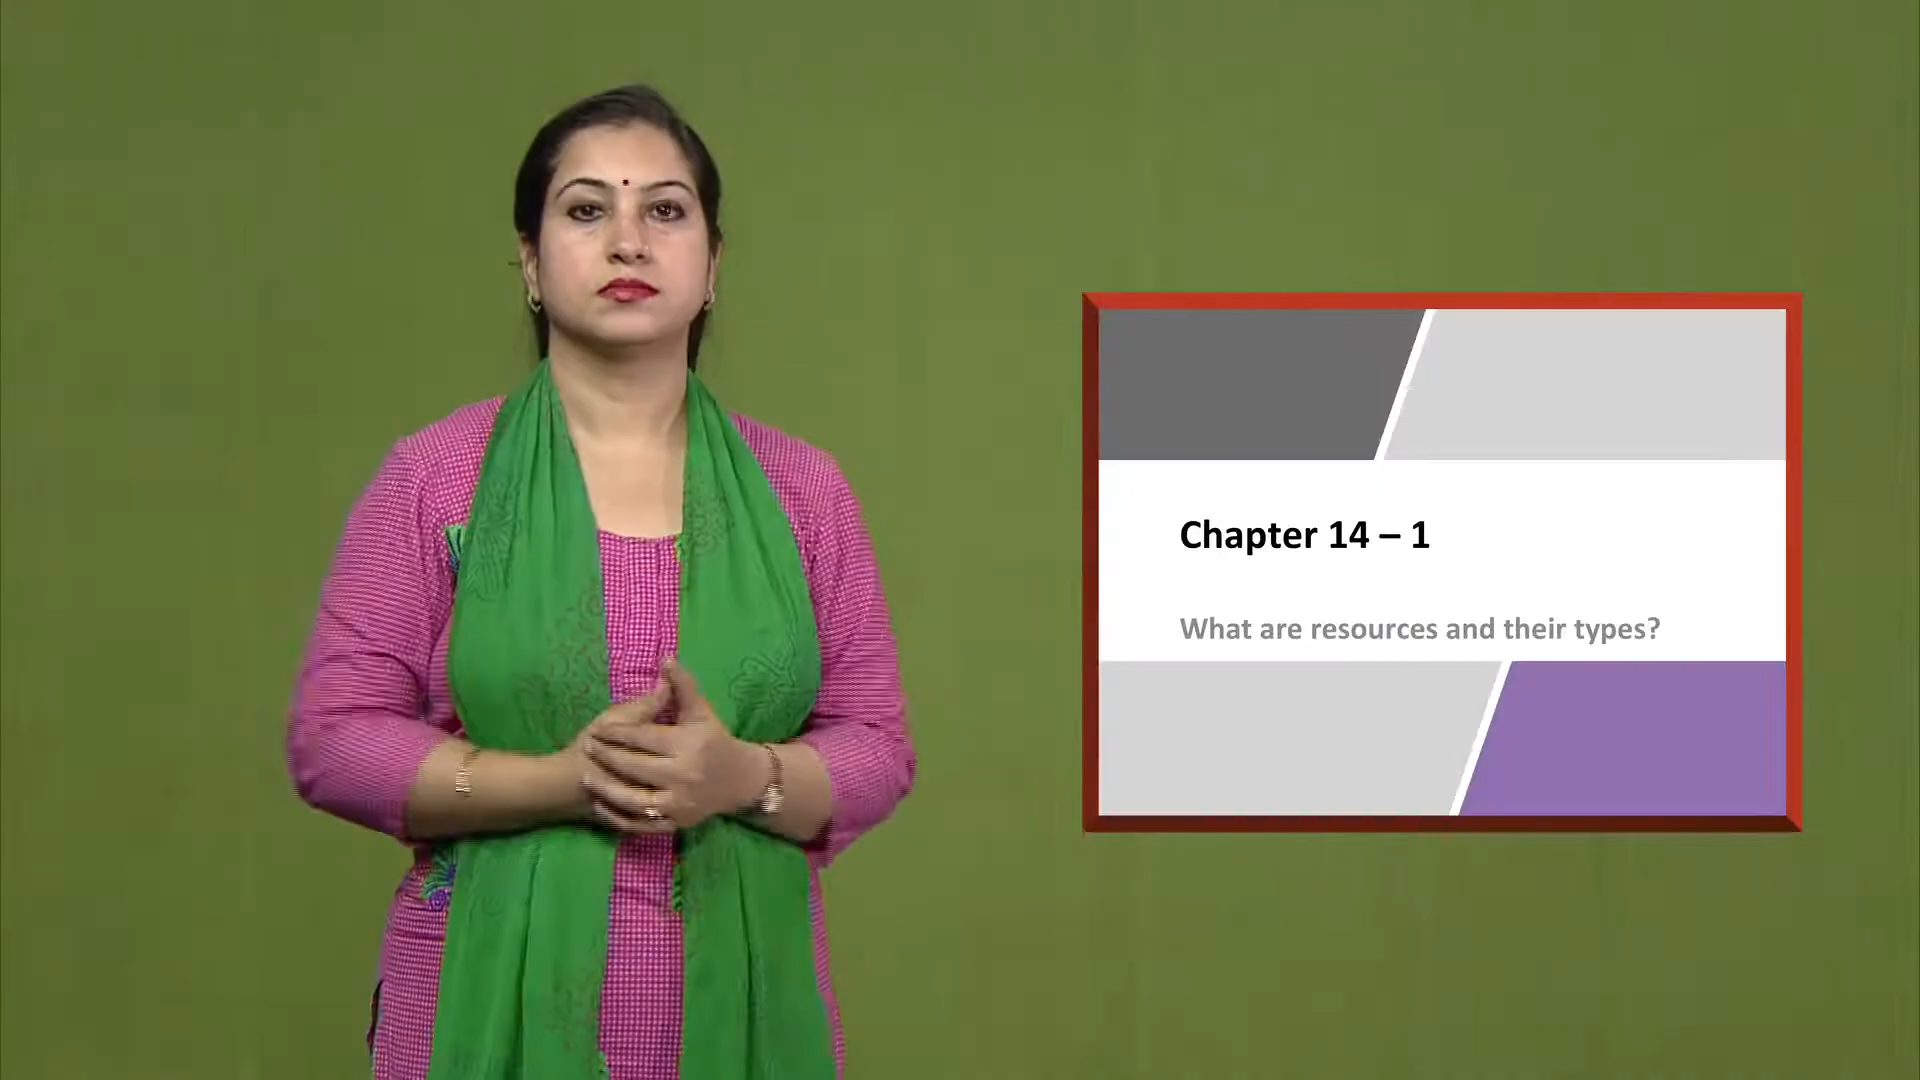 Chapter 14 – 1
What are resources and their types?